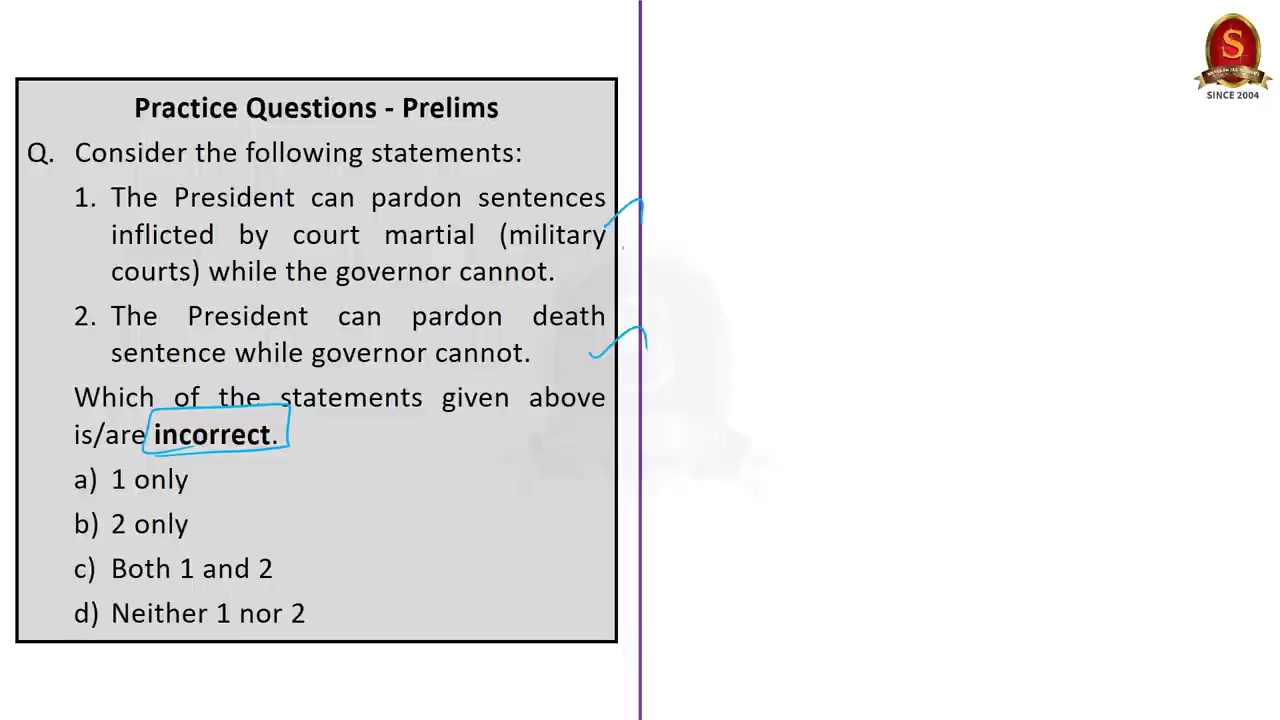 SINCE 2004
Practice Questions - Prelims
Q. Consider the following statements:
1. The President can pardon sentences
inflicted by court martial (military
courts) while the governor cannot.
2. The President can pardon death
sentence while governor cannot.
Which of the statements given above
is/are incorrect.
a) 1 only
b) 2 only
c) Both 1 and 2
d) Neither 1 nor 2